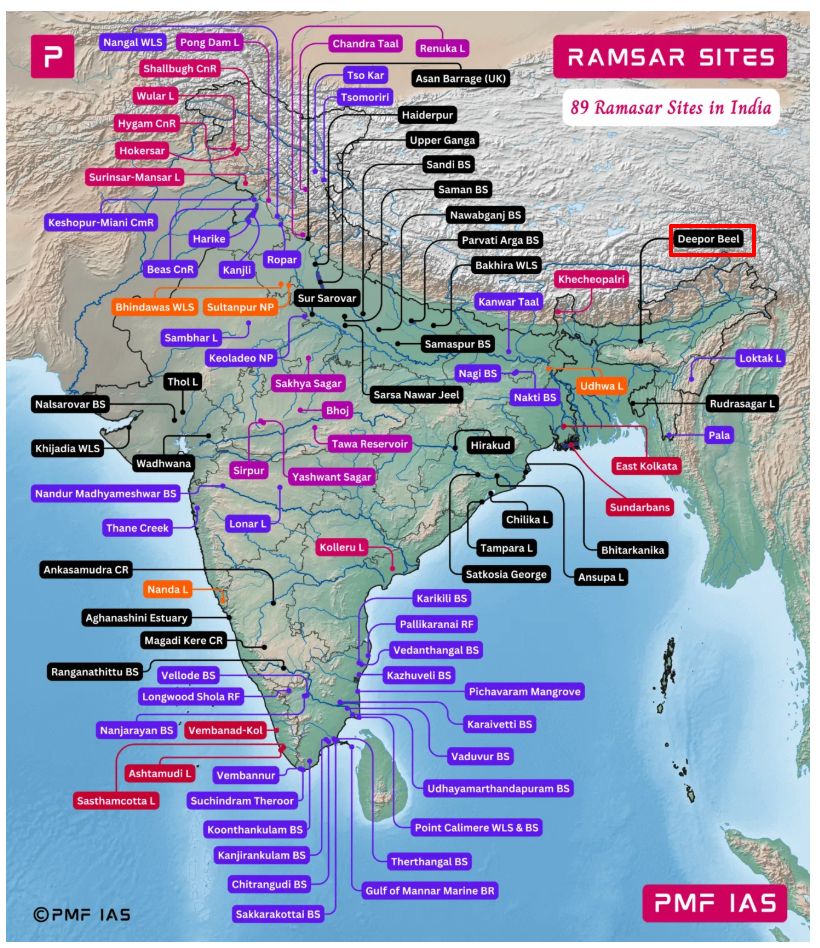 P
RAMSAR SITES
89 Ramasar Sites in India
Nangal WLS
Pong Dam L
Chandra Taal
Renuka L
Shallbugh CnR
Tso Kar
Asan Barrage (UK)
Wular L
Tsomoriri
Haiderpur
Hygam CnR
Upper Ganga
Hokersar
Sandi BS
Surinsar-Mansar L
Saman BS
Keshopur-Miani CmR
Nawabganj BS
Harike
Parvati Arga BS
Deepor Beel
Ropar
Beas CnR
Kanjli
Bakhira WLS
Khecheopalri
Bhindawas WLS
Sultanpur NP
Sur Sarovar
Kanwar Taal
Sambhar L
Samaspur BS
Keoladeo NP
Loktak L
Nagi BS
Thol L
Sakhya Sagar
Udhwa L
Sarsa Nawar Jeel
Nakti BS
Nalsarovar BS
Rudrasagar L
Bhoj
Pala
Khijadia WLS
Tawa Reservoir
Hirakud
Wadhwana
East Kolkata
Sirpur
Yashwant Sagar
Nandur Madhyameshwar BS
Sundarbans
Thane Creek
Lonar L
Chilika L
Kolleru L
Tampara L
Bhitarkanika
Ankasamudra CR
Satkosia George
Ansupa L
Nanda L
Karikili BS
Aghanashini Estuary
Pallikaranai RF
Magadi Kere CR
Vedanthangal BS
Ranganathittu BS
Vellode BS
Kazhuveli BS
Longwood Shola RF
Pichavaram Mangrove
Nanjarayan BS
Vembanad-Kol
Karaivetti BS
Vaduvur BS
Ashtamudi L
Vembannur
Sasthamcotta L
Suchindram Theroor
Udhayamarthandapuram BS
Koonthankulam BS
Point Calimere WLS & BS
Kanjirankulam BS
Therthangal BS
Chitrangudi BS
Gulf of Mannar Marine BR
Sakkarakottai BS
©PMF IAS
PMF IAS